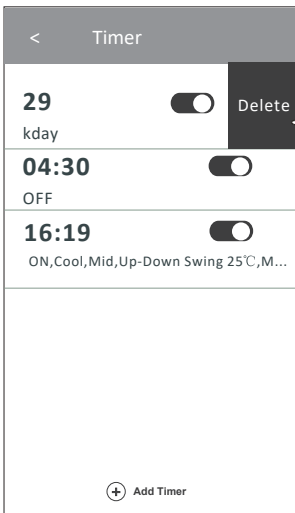 < Timer
29 Delete
kday
04:30
OFF
16:19
ON,Cool,Mid,Up-Down Swing 25℃,M...
Add Timer